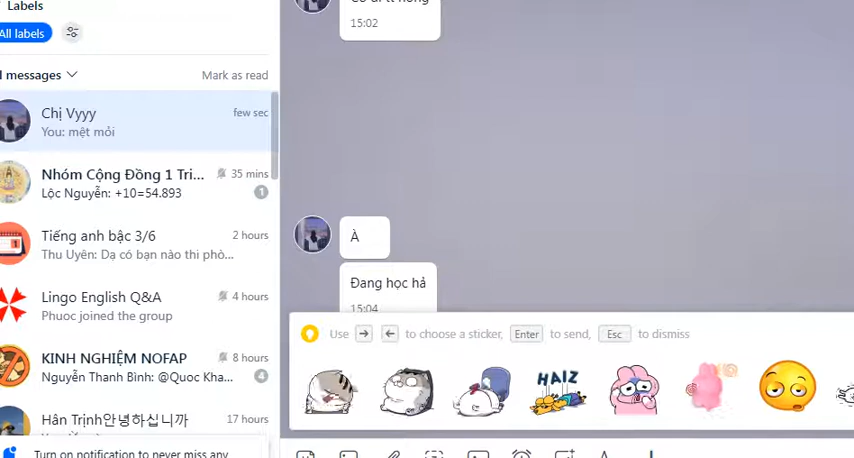 Labels
All labels
messages
Mark as read
Chị Vyyy
few sec
You: mệt mỏi
Nhóm Cộng Đồng 1 Tri...
35 mins
Lộc Nguyễn: +10=54.893
1
Tiếng anh bậc 3/6
2 hours
Thu Uyên: Dạ có bạn nào thi phò...
Lingo English Q&A
4 hours
Phuoc joined the group
KINH NGHIỆM NOFAP
8 hours
Nguyễn Thanh Bình: @Quoc Kha...
4
Hân Trịnh안녕하십니까
17 hours
Turn on notification to never miss any
15:02
À
Đang học hả
15:04
Use → ← to choose a sticker, Enter to send, Esc to dismiss
HAIZ